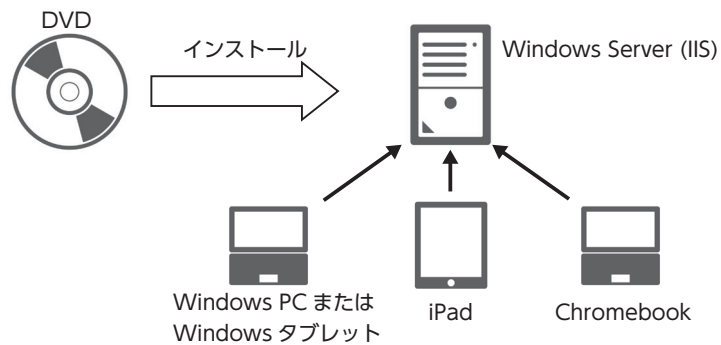 DVD
インストール
Windows Server (IIS)
Windows PC または
Windows タブレット
iPad
Chromebook